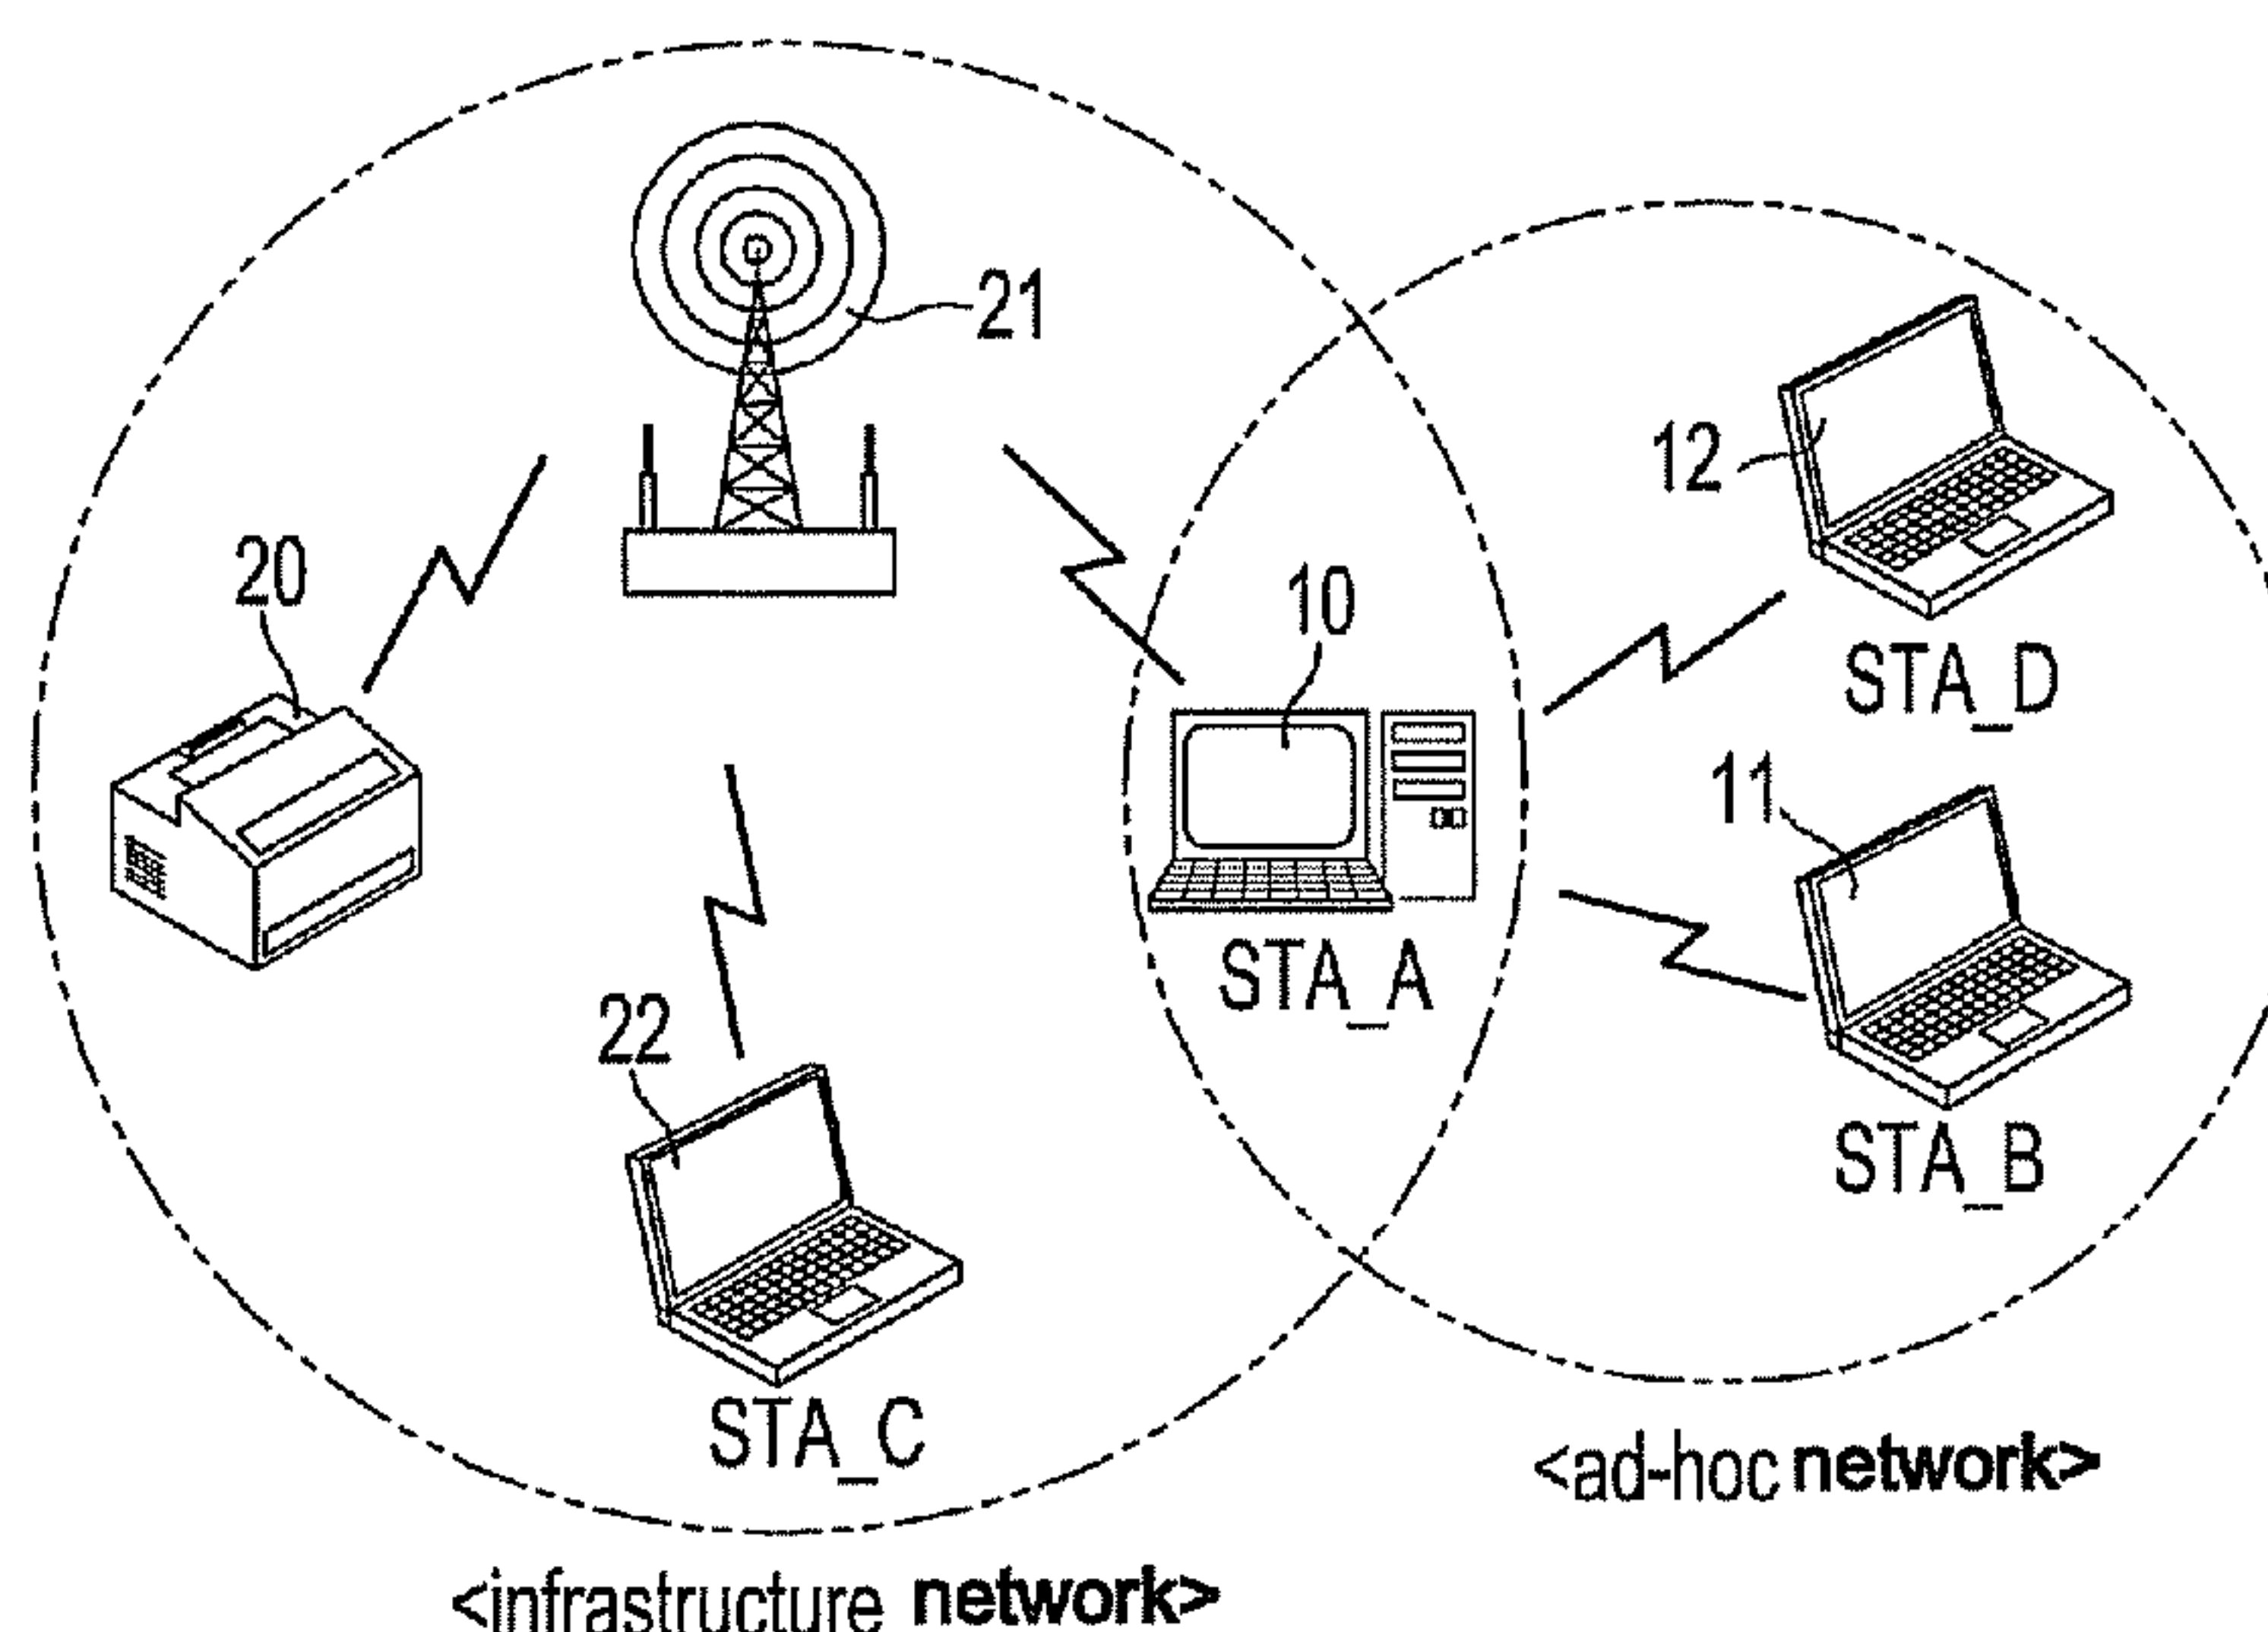 21
12
20
10
STA_D
11
STA_A
22
STA_B
STA_C
<ad-hoc network>
<infrastructure network>